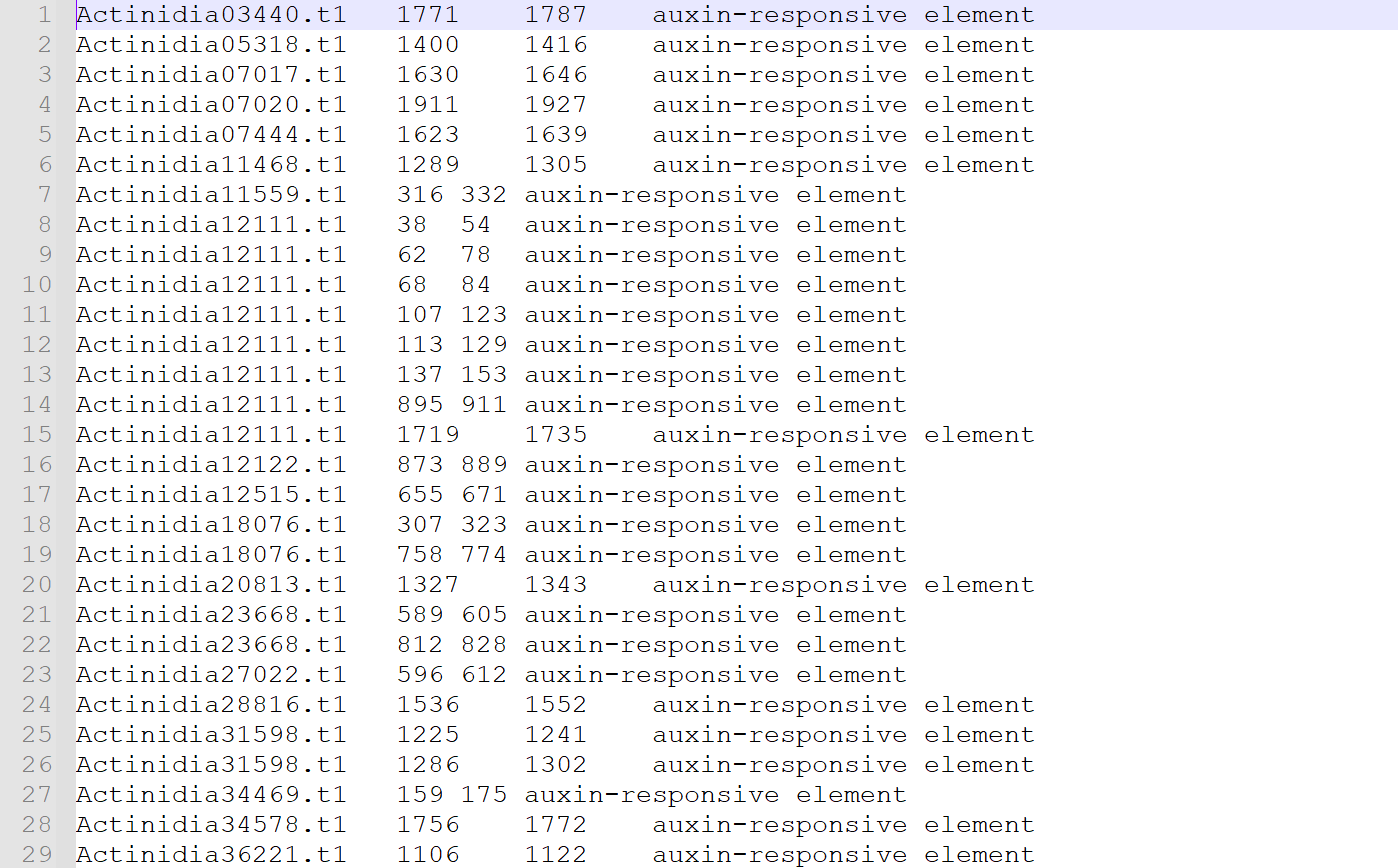 1 Actinidia03440.t1 1771 1787 auxin-responsive element
2 Actinidia05318.t1 1400 1416 auxin-responsive element
3 Actinidia07017.t1 1630 1646 auxin-responsive element
4 Actinidia07020.t1 1911 1927 auxin-responsive element
5 Actinidia07444.t1 1623 1639 auxin-responsive element
6 Actinidia11468.t1 1289 1305 auxin-responsive element
7 Actinidia11559.t1 316 332 auxin-responsive element
8 Actinidia12111.t1 38 54 auxin-responsive element
9 Actinidia12111.t1 62 78 auxin-responsive element
10 Actinidia12111.t1 68 84 auxin-responsive element
11 Actinidia12111.t1 107 123 auxin-responsive element
12 Actinidia12111.t1 113 129 auxin-responsive element
13 Actinidia12111.t1 137 153 auxin-responsive element
14 Actinidia12111.t1 895 911 auxin-responsive element
15 Actinidia12111.t1 1719 1735 auxin-responsive element
16 Actinidia12122.t1 873 889 auxin-responsive element
17 Actinidia12515.t1 655 671 auxin-responsive element
18 Actinidia18076.t1 307 323 auxin-responsive element
19 Actinidia18076.t1 758 774 auxin-responsive element
20 Actinidia20813.t1 1327 1343 auxin-responsive element
21 Actinidia23668.t1 589 605 auxin-responsive element
22 Actinidia23668.t1 812 828 auxin-responsive element
23 Actinidia27022.t1 596 612 auxin-responsive element
24 Actinidia28816.t1 1536 1552 auxin-responsive element
25 Actinidia31598.t1 1225 1241 auxin-responsive element
26 Actinidia31598.t1 1286 1302 auxin-responsive element
27 Actinidia34469.t1 159 175 auxin-responsive element
28 Actinidia34578.t1 1756 1772 auxin-responsive element
29 Actinidia36221.t1 1106 1122 auxin-responsive element